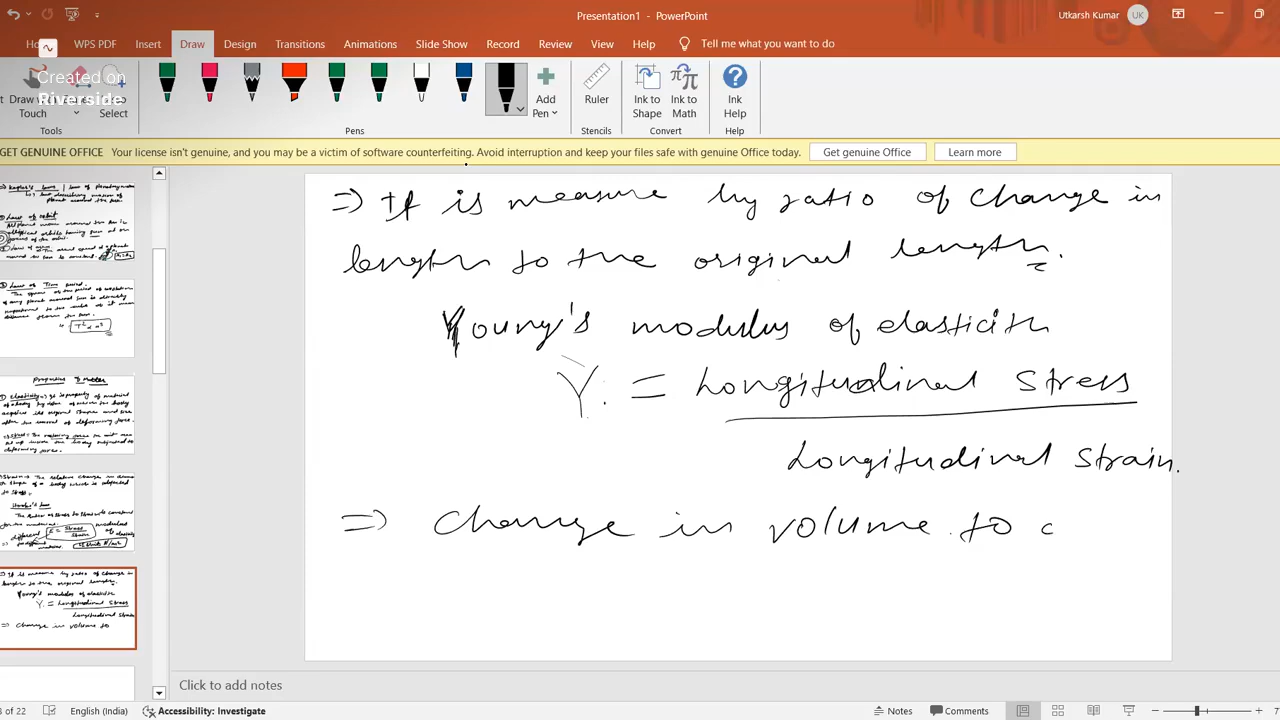 Presentation1 - PowerPoint
Utkarsh Kumar UK
WPS PDF Insert Draw Design Transitions Animations Slide Show Record Review View Help Tell me what you want to do
Created on
Riverside
Touch
Select
Add
Pen
Ruler
Ink to
Shape
Ink to
Math
Ink
Help
Tools Pens Stencils Convert Help
GET GENUINE OFFICE Your license isn't genuine, and you may be a victim of software counterfeiting. Avoid interruption and keep your files safe with genuine Office today. Get genuine Office Learn more
⇒ It is measure by ratio of change in
length to the original length.
Young's modulus of elasticity
Y = Longitudinal stress
Longitudinal strain.
⇒ change in volume to
Click to add notes
of 22 English (India) Accessibility: Investigate Notes Comments